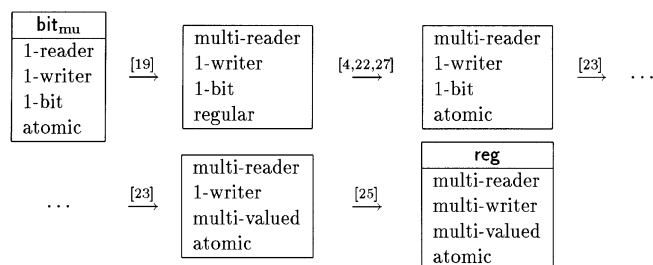 bit_mu
1-reader
1-writer
1-bit
atomic
[19]
multi-reader
1-writer
1-bit
regular
[4,22,27]
multi-reader
1-writer
1-bit
atomic
[23]
...
...
[23]
multi-reader
1-writer
multi-valued
atomic
[25]
reg
multi-reader
multi-writer
multi-valued
atomic